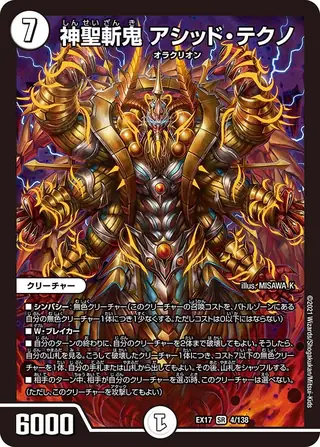 7
しんせいざんき
神聖斬鬼 アシッド・テクノ
オラクリオン
クリーチャー
illus. MISAWA K
■シンパシー:無色クリーチャー(このクリーチャーの召喚コストを、バトルゾーンにある
自分の無色クリーチャー1体につき1少なくする。ただしコストは0以下にはならない)
■W・ブレイカー
■自分のターンの終わりに、自分のクリーチャーを2体まで破壊してもよい。そうしたら、
自分の山札を見る。こうして破壊したクリーチャー1体につき、コスト7以下の無色クリ
ーチャーを1体、自分の手札または山札から出してもよい。その後、山札をシャッフルする。
■相手のターン中、相手が自分のクリーチャーを選ぶ時、このクリーチャーは選べない。
(ただし、このクリーチャーを攻撃してもよい)
©2021 Wizards/Shogakukan/Mitsui-Kids
6000
EX17 SR 4/138